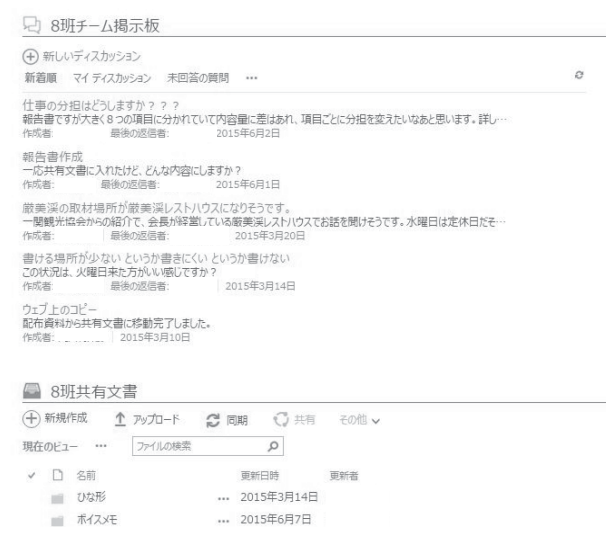 8班チーム掲示板
新しいディスカッション
新着順 マイ ディスカッション 未回答の質問 ···
仕事の分担はどうしますか？？？
報告書ですが大きく８つの項目に分かれていて内容量に差はあれ、項目ごとに分担を変えたいなあと思います。詳し…
作成者: 最後の返信者: 2015年6月2日
報告書作成
一応共有文書に入れたけど、どんな内容にしますか？
作成者: 最後の返信者: 2015年6月1日
厳美渓の取材場所が厳美渓レストハウスになりそうです。
一関観光協会からの紹介で、会長が経営している厳美渓レストハウスでお話を聞けそうです。水曜日は定休日だそ…
作成者: 最後の返信者: 2015年3月20日
書ける場所が少ない というか書きにくい というか書けない
この状況は、火曜日来た方がいい感じですか？
作成者: 最後の返信者: 2015年3月14日
ウェブ上のコピー
配布資料から共有文書に移動完了しました。
作成者: 2015年3月10日
8班共有文書
新規作成 アップロード 同期 共有 その他
現在のビュー ··· ファイルの検索
名前 更新日時 更新者
ひな形 ··· 2015年3月14日
ボイスメモ ··· 2015年6月7日